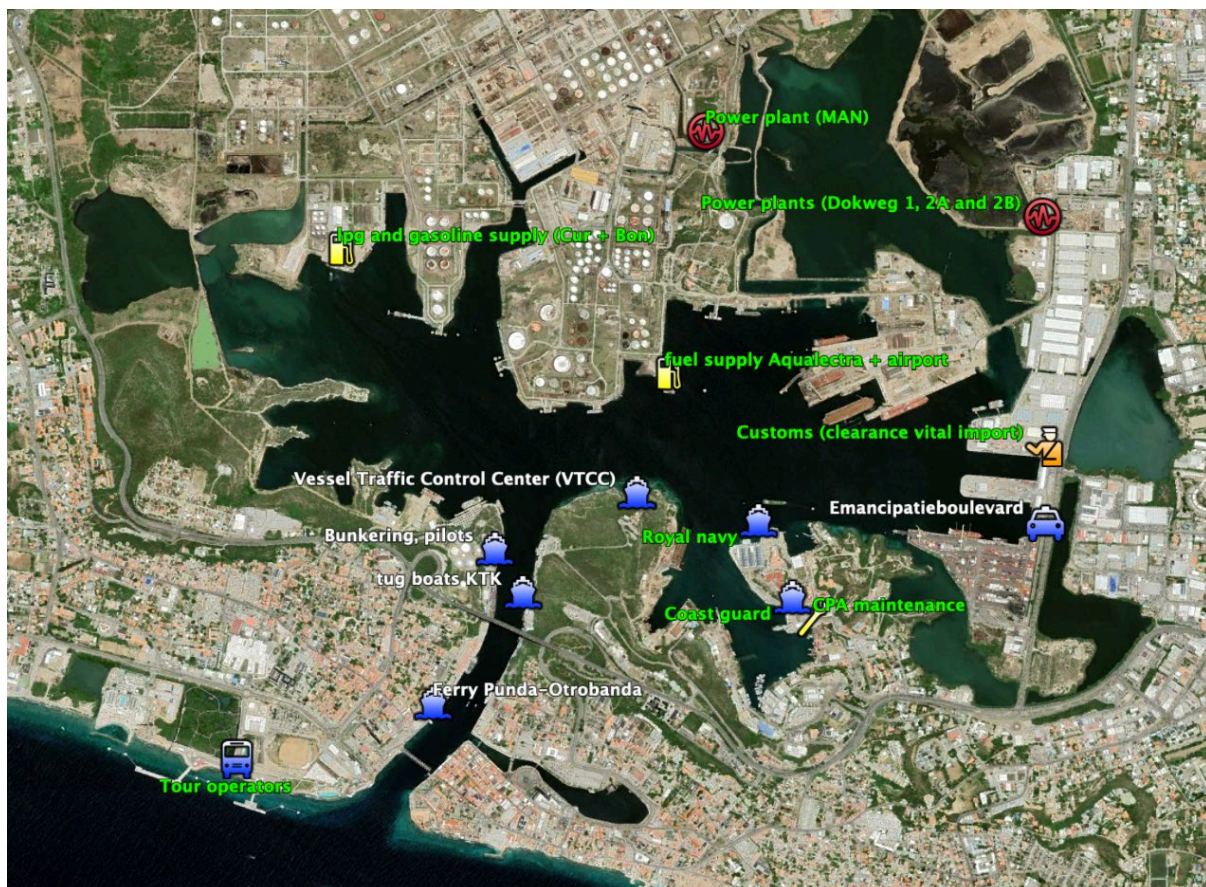 Power plant (MAN)
Power plants (Dokweg 1, 2A and 2B)
lpg and gasoline supply (Cur + Bon)
fuel supply Aqualectra + airport
Customs (clearance vital import)
Vessel Traffic Control Center (VTCC)
Emancipatieboulevard
Bunkering, pilots
Royal navy
tug boats KTK
Coast guard
CPA maintenance
Ferry Punda-Otrobanda
Tour operators